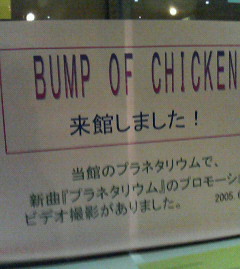 BUMP OF CHICKEN
来館しました！
当館のプラネタリウムで、
新曲『プラネタリウム』のプロモーショ
ビデオ撮影がありました。
2005.